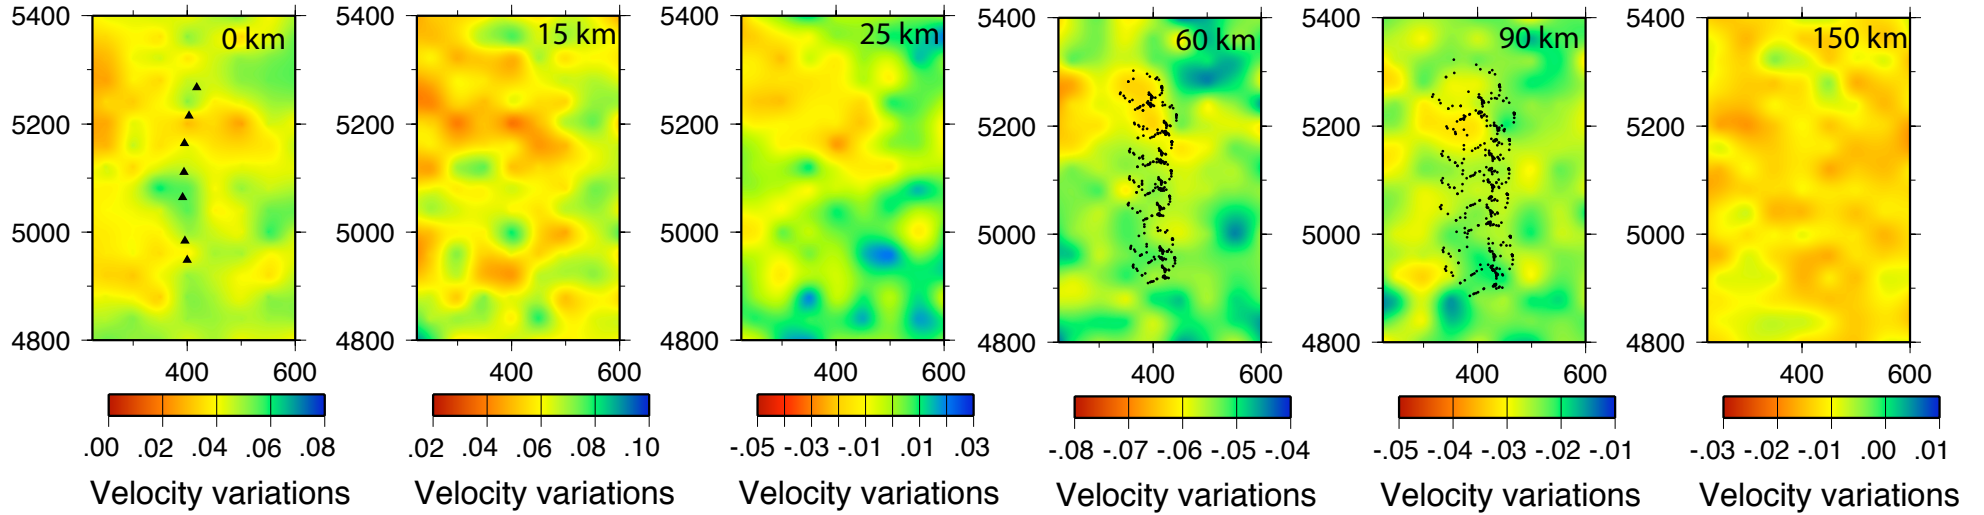 5400 5200 5000 4800 0 km 400 600
.00 .02 .04 .06 .08
Velocity variations
5400 5200 5000 4800 15 km 400 600
.02 .04 .06 .08 .10
Velocity variations
5400 5200 5000 4800 25 km 400 600
-.05 -.03 -.01 .01 .03
Velocity variations
5400 5200 5000 4800 60 km 400 600
-.08 -.07 -.06 -.05 -.04
Velocity variations
5400 5200 5000 4800 90 km 400 600
-.05 -.04 -.03 -.02 -.01
Velocity variations
5400 5200 5000 4800 150 km 400 600
-.03 -.02 -.01 .00 .01
Velocity variations